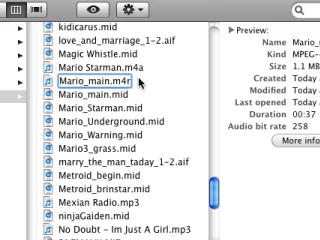 kidicarus.mid
love_and_marriage_1-2.aif
Magic Whistle.mid
Mario Starman.m4a
Mario_main.m4r
Mario_main.mid
Mario_Starman.mid
Mario_Underground.mid
Mario_Warning.mid
Mario3_grass.mid
marry_the_man_taday_1-2.aif
Metroid_begin.mid
Metroid_brinstar.mid
Mexian Radio.mp3
ninjaGaiden.mid
No Doubt - Im Just A Girl.mp3
Preview:
Name Mario_
Kind MPEG-
Size 1.1 MB
Created Today
Modified Today
Last opened Today
Duration 00:37
Audio bit rate 258
More info